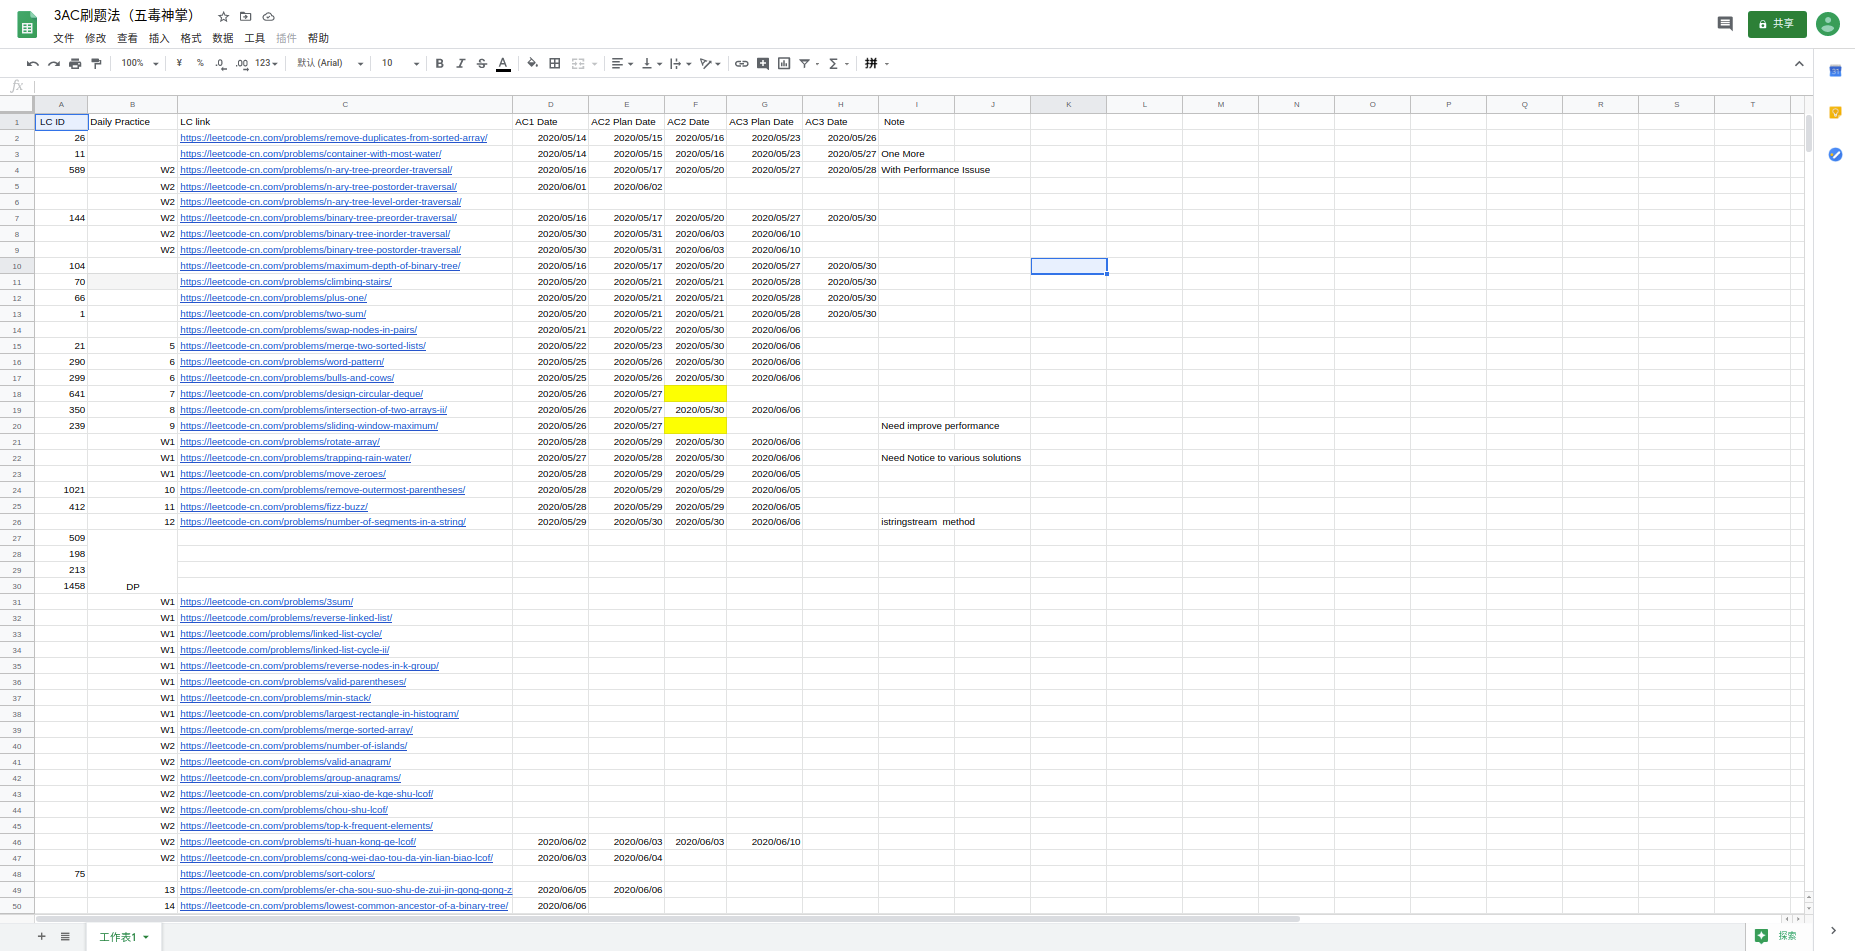 3AC刷题法（五毒神掌）
文件 修改 查看 插入 格式 数据 工具 插件 帮助
共享
100% ¥ % .0 .00 123 默认 (Arial) 10 B I S A 拼
fx
A B C D E F G H I J K L M N O P Q R S T
1 LC ID Daily Practice LC link AC1 Date AC2 Plan Date AC2 Date AC3 Plan Date AC3 Date Note
2 26 https://leetcode-cn.com/problems/remove-duplicates-from-sorted-array/ 2020/05/14 2020/05/15 2020/05/16 2020/05/23 2020/05/26
3 11 https://leetcode-cn.com/problems/container-with-most-water/ 2020/05/14 2020/05/15 2020/05/16 2020/05/23 2020/05/27 One More
4 589 W2 https://leetcode-cn.com/problems/n-ary-tree-preorder-traversal/ 2020/05/16 2020/05/17 2020/05/20 2020/05/27 2020/05/28 With Performance Issuse
5 W2 https://leetcode-cn.com/problems/n-ary-tree-postorder-traversal/ 2020/06/01 2020/06/02
6 W2 https://leetcode-cn.com/problems/n-ary-tree-level-order-traversal/
7 144 W2 https://leetcode-cn.com/problems/binary-tree-preorder-traversal/ 2020/05/16 2020/05/17 2020/05/20 2020/05/27 2020/05/30
8 W2 https://leetcode-cn.com/problems/binary-tree-inorder-traversal/ 2020/05/30 2020/05/31 2020/06/03 2020/06/10
9 W2 https://leetcode-cn.com/problems/binary-tree-postorder-traversal/ 2020/05/30 2020/05/31 2020/06/03 2020/06/10
10 104 https://leetcode-cn.com/problems/maximum-depth-of-binary-tree/ 2020/05/16 2020/05/17 2020/05/20 2020/05/27 2020/05/30
11 70 https://leetcode-cn.com/problems/climbing-stairs/ 2020/05/20 2020/05/21 2020/05/21 2020/05/28 2020/05/30
12 66 https://leetcode-cn.com/problems/plus-one/ 2020/05/20 2020/05/21 2020/05/21 2020/05/28 2020/05/30
13 1 https://leetcode-cn.com/problems/two-sum/ 2020/05/20 2020/05/21 2020/05/21 2020/05/28 2020/05/30
14 https://leetcode-cn.com/problems/swap-nodes-in-pairs/ 2020/05/21 2020/05/22 2020/05/30 2020/06/06
15 21 5 https://leetcode-cn.com/problems/merge-two-sorted-lists/ 2020/05/22 2020/05/23 2020/05/30 2020/06/06
16 290 6 https://leetcode-cn.com/problems/word-pattern/ 2020/05/25 2020/05/26 2020/05/30 2020/06/06
17 299 6 https://leetcode-cn.com/problems/bulls-and-cows/ 2020/05/25 2020/05/26 2020/05/30 2020/06/06
18 641 7 https://leetcode-cn.com/problems/design-circular-deque/ 2020/05/26 2020/05/27
19 350 8 https://leetcode-cn.com/problems/intersection-of-two-arrays-ii/ 2020/05/26 2020/05/27 2020/05/30 2020/06/06
20 239 9 https://leetcode-cn.com/problems/sliding-window-maximum/ 2020/05/26 2020/05/27 Need improve performance
21 W1 https://leetcode-cn.com/problems/rotate-array/ 2020/05/28 2020/05/29 2020/05/30 2020/06/06
22 W1 https://leetcode-cn.com/problems/trapping-rain-water/ 2020/05/27 2020/05/28 2020/05/30 2020/06/06 Need Notice to various solutions
23 W1 https://leetcode-cn.com/problems/move-zeroes/ 2020/05/28 2020/05/29 2020/05/29 2020/06/05
24 1021 10 https://leetcode-cn.com/problems/remove-outermost-parentheses/ 2020/05/28 2020/05/29 2020/05/29 2020/06/05
25 412 11 https://leetcode-cn.com/problems/fizz-buzz/ 2020/05/28 2020/05/29 2020/05/29 2020/06/05
26 12 https://leetcode-cn.com/problems/number-of-segments-in-a-string/ 2020/05/29 2020/05/30 2020/05/30 2020/06/06 istringstream method
27 509
28 198
29 213
30 1458 DP
31 W1 https://leetcode-cn.com/problems/3sum/
32 W1 https://leetcode.com/problems/reverse-linked-list/
33 W1 https://leetcode.com/problems/linked-list-cycle/
34 W1 https://leetcode.com/problems/linked-list-cycle-ii/
35 W1 https://leetcode-cn.com/problems/reverse-nodes-in-k-group/
36 W1 https://leetcode-cn.com/problems/valid-parentheses/
37 W1 https://leetcode-cn.com/problems/min-stack/
38 W1 https://leetcode-cn.com/problems/largest-rectangle-in-histogram/
39 W1 https://leetcode-cn.com/problems/merge-sorted-array/
40 W2 https://leetcode-cn.com/problems/number-of-islands/
41 W2 https://leetcode-cn.com/problems/valid-anagram/
42 W2 https://leetcode-cn.com/problems/group-anagrams/
43 W2 https://leetcode-cn.com/problems/zui-xiao-de-kge-shu-lcof/
44 W2 https://leetcode-cn.com/problems/chou-shu-lcof/
45 W2 https://leetcode-cn.com/problems/top-k-frequent-elements/
46 W2 https://leetcode-cn.com/problems/ti-huan-kong-ge-lcof/ 2020/06/02 2020/06/03 2020/06/03 2020/06/10
47 W2 https://leetcode-cn.com/problems/cong-wei-dao-tou-da-yin-lian-biao-lcof/ 2020/06/03 2020/06/04
48 75 https://leetcode-cn.com/problems/sort-colors/
49 13 https://leetcode-cn.com/problems/er-cha-sou-suo-shu-de-zui-jin-gong-gong-z 2020/06/05 2020/06/06
50 14 https://leetcode-cn.com/problems/lowest-common-ancestor-of-a-binary-tree/ 2020/06/06
工作表1
探索